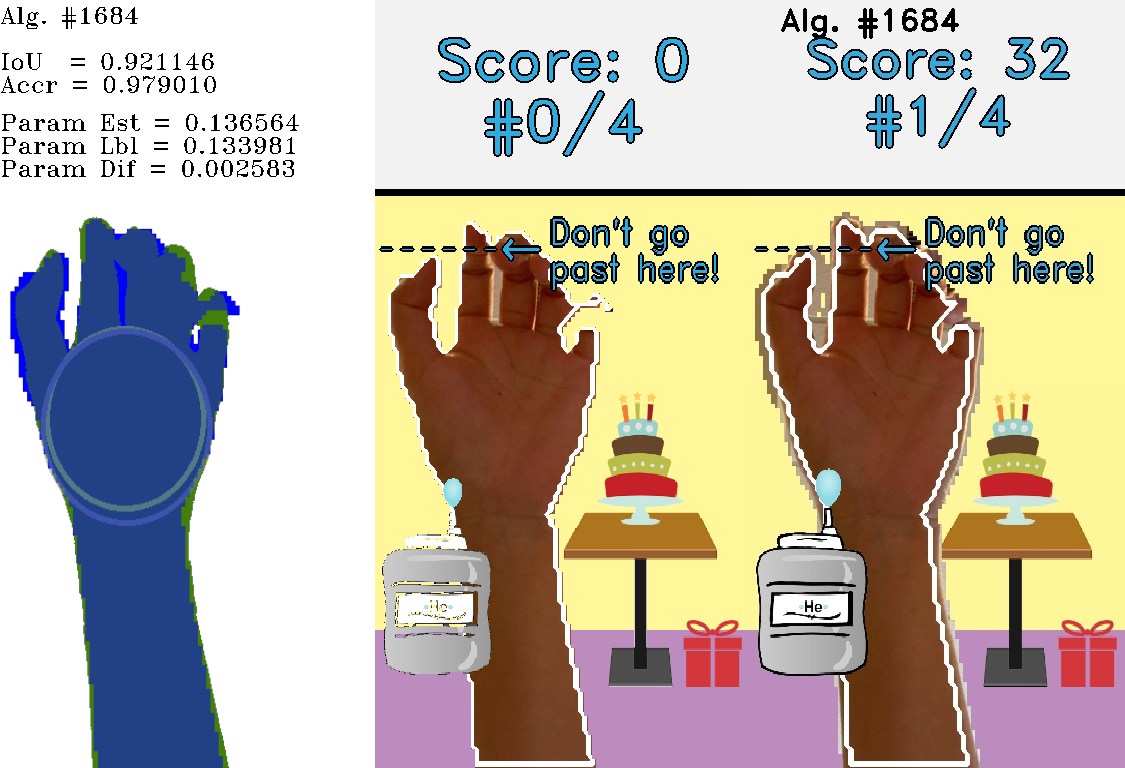 Alg. #1684
IoU = 0.921146
Accr = 0.979010
Param Est = 0.136564
Param Lbl = 0.133981
Param Dif = 0.002583
Score: 0
#0/4
Don't go
past here!
He
Alg. #1684
Score: 32
#1/4
Don't go
past here!
He